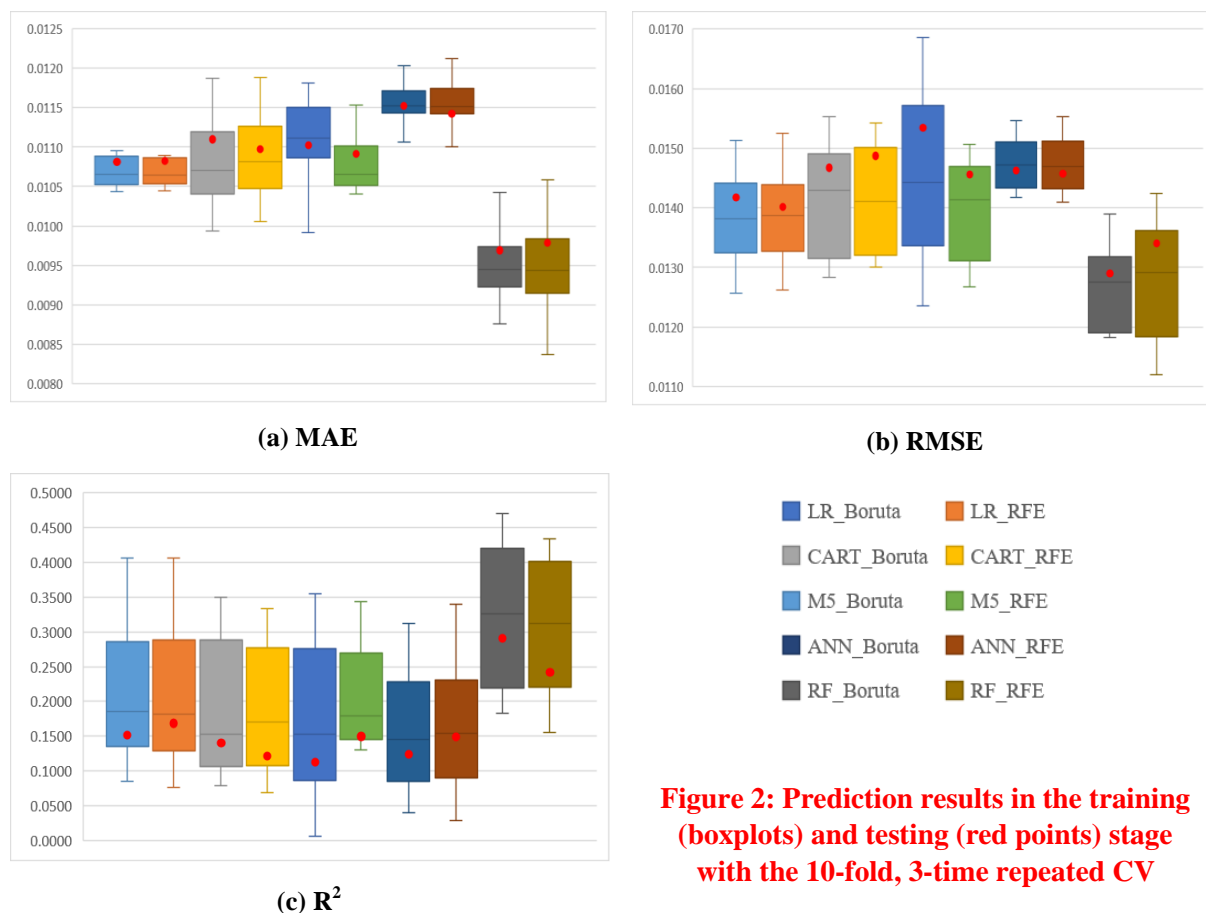 0.0125
0.0120
0.0115
0.0110
0.0105
0.0100
0.0095
0.0090
0.0085
0.0080
(a) MAE
0.0170
0.0160
0.0150
0.0140
0.0130
0.0120
0.0110
(b) RMSE
0.5000
0.4500
0.4000
0.3500
0.3000
0.2500
0.2000
0.1500
0.1000
0.0500
0.0000
(c) R²
LR_Boruta LR_RFE
CART_Boruta CART_RFE
M5_Boruta M5_RFE
ANN_Boruta ANN_RFE
RF_Boruta RF_RFE
Figure 2: Prediction results in the training
(boxplots) and testing (red points) stage
with the 10-fold, 3-time repeated CV